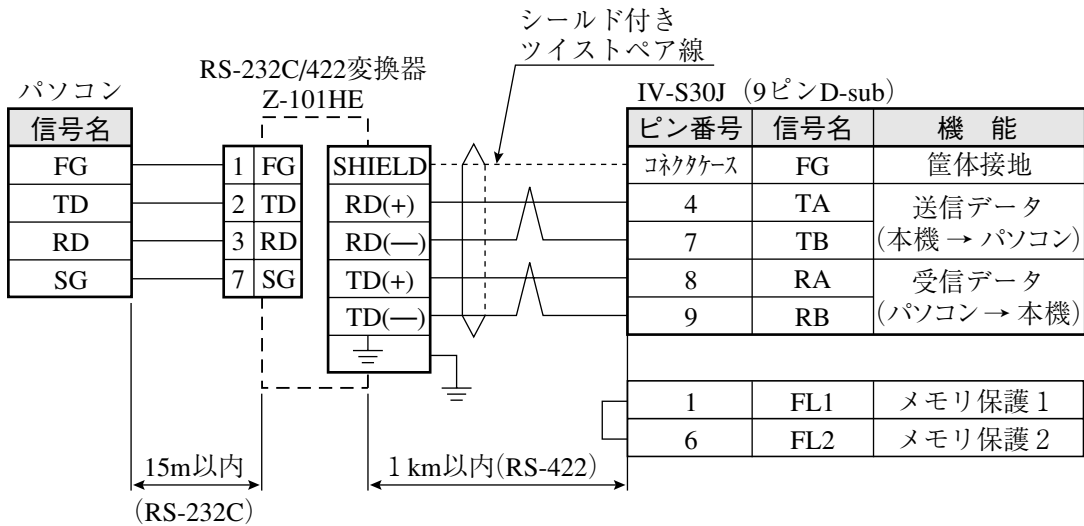 シールド付き
ツイストペア線
RS-232C/422変換器
Z-101HE
パソコン
信号名
FG
TD
RD
SG
1 FG
2 TD
3 RD
7 SG
SHIELD
RD(+)
RD(—)
TD(+)
TD(—)
IV-S30J (9ピンD-sub)
ピン番号 信号名 機 能
コネクタケース FG 筐体接地
4 TA 送信データ
7 TB (本機 → パソコン)
8 RA 受信データ
9 RB (パソコン → 本機)
1 FL1 メモリ保護1
6 FL2 メモリ保護2
15m以内
(RS-232C)
1 km以内(RS-422)